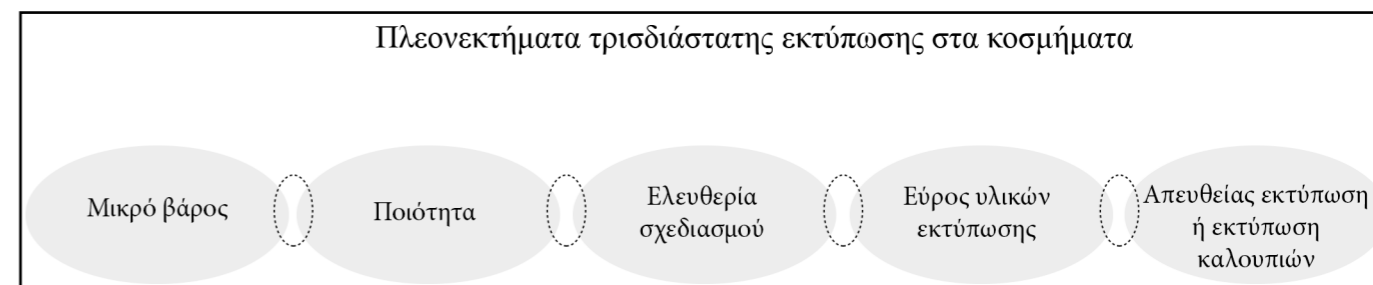 Πλεονεκτήματα τρισδιάστατης εκτύπωσης στα κοσμήματα
Μικρό βάρος
Ποιότητα
Ελευθερία
σχεδιασμού
Εύρος υλικών
εκτύπωσης
Απευθείας εκτύπωση
ή εκτύπωση
καλουπιών